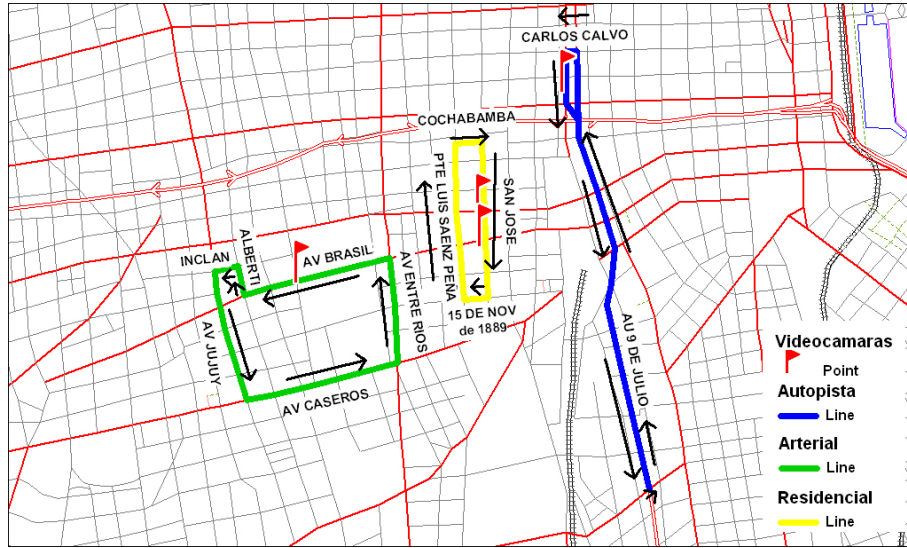 CARLOS CALVO
COCHABAMBA
PTE LUIS SAENZ PEÑA
SAN JOSE
INCLAN
ALBERTI
AV BRASIL
AV ENTRE RIOS
15 DE NOV
de 1889
AV JUJUY
AV CASEROS
AU 9 DE JULIO
Videocamaras
Point
Autopista
Line
Arterial
Line
Residencial
Line